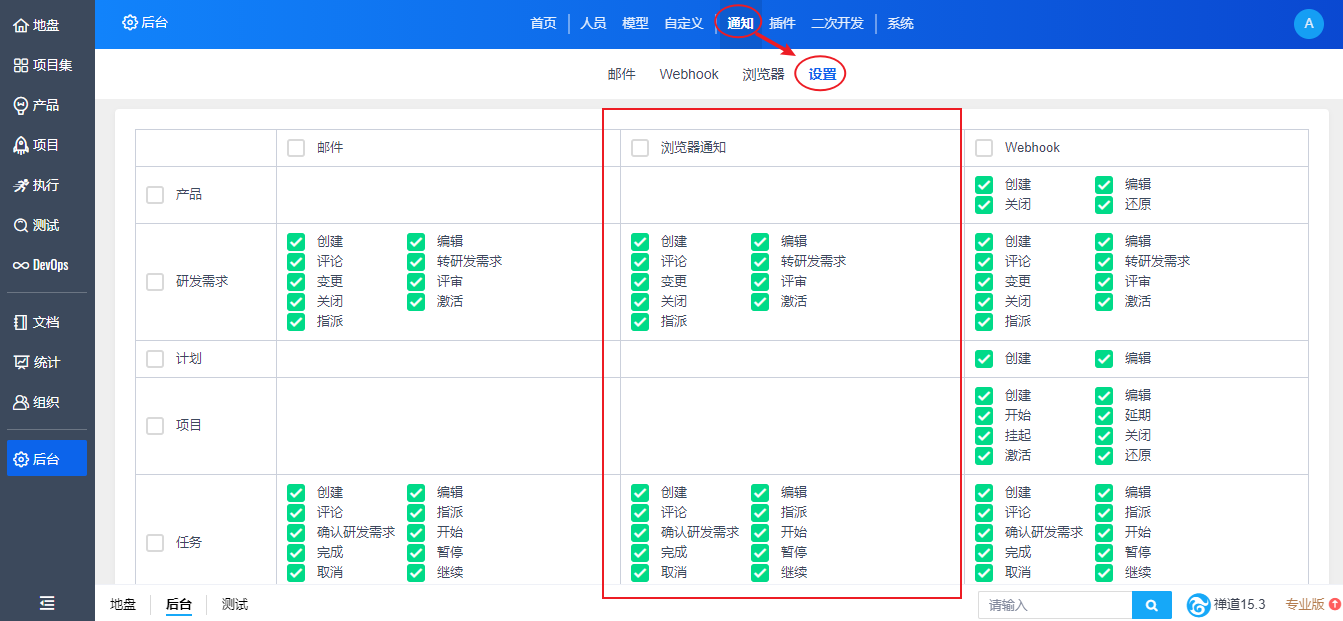 地盘
项目集
产品
项目
执行
测试
DevOps
文档
统计
组织
后台
后台
首页 人员 模型 自定义 通知 插件 二次开发 系统
A
邮件 Webhook 浏览器 设置
邮件 浏览器通知 Webhook
产品
创建 编辑
关闭 还原
研发需求
创建 编辑 创建 编辑 创建 编辑
评论 转研发需求 评论 转研发需求 评论 转研发需求
变更 评审 变更 评审 变更 评审
关闭 激活 关闭 激活 关闭 激活
指派 指派 指派
计划 创建 编辑
项目
创建 编辑
开始 延期
挂起 关闭
激活 还原
任务
创建 编辑 创建 编辑 创建 编辑
评论 指派 评论 指派 评论 指派
确认研发需求 开始 确认研发需求 开始 确认研发需求 开始
完成 暂停 完成 暂停 完成 暂停
取消 继续 取消 继续 取消 继续
地盘 后台 测试 请输入 禅道15.3 专业版